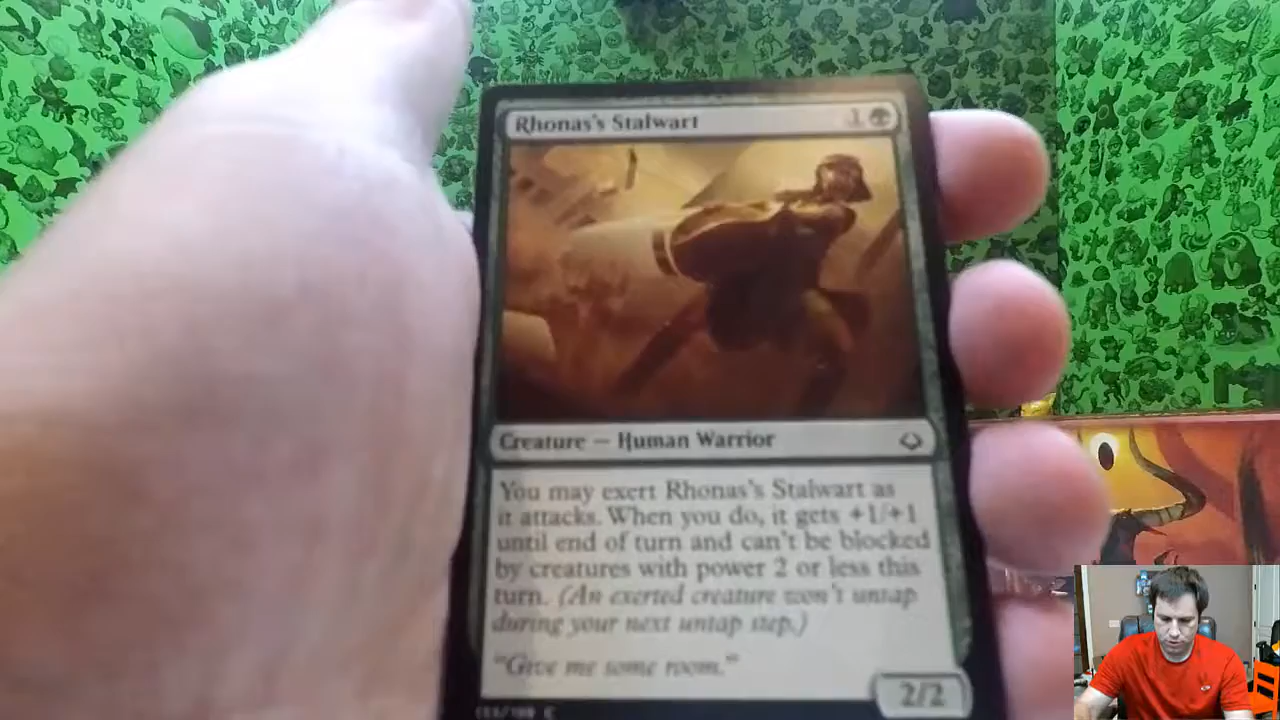 Rhonas's Stalwart 1
Creature — Human Warrior
You may exert Rhonas's Stalwart as
it attacks. When you do, it gets +1/+1
until end of turn and can't be blocked
by creatures with power 2 or less this
turn. (An exerted creature won't untap
during your next untap step.)
"Give me some room."
2/2